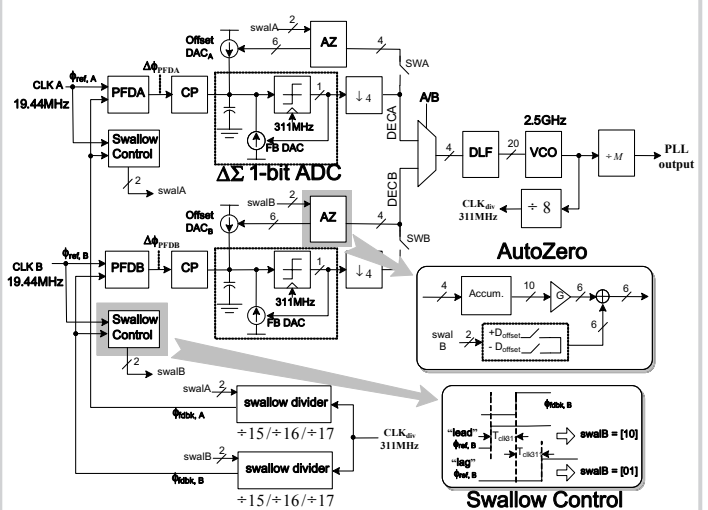 swalA
2
Offset
DAC_A
6
AZ
4
SWA
CLK A
ϕ_ref, A
Δϕ_PFDA
19.44MHz
PFDA
CP
1
↓ 4
311MHz
FB DAC
ΔΣ 1-bit ADC
DECA
A/B
2.5GHz
4
DLF
20
VCO
÷ M
PLL
output
CLK_div
311MHz
÷ 8
Swallow
Control
2
swalA
swalB
2
Offset
DAC_B
6
AZ
4
DECB
SWB
CLK B
ϕ_ref, B
Δϕ_PFDB
19.44MHz
PFDB
CP
1
↓ 4
311MHz
FB DAC
Swallow
Control
2
swalB
AutoZero
4
Accum.
10
G
6
6
6
swal
B
2
+D_offset
- D_offset
swalA
2
ϕ_fdbk, A
swallow divider
÷15/÷16/÷17
CLK_div
311MHz
swalB
2
ϕ_fdbk, B
swallow divider
÷15/÷16/÷17
ϕ_fdbk, B
"lead"
ϕ_ref, B
T_clk311
swalB = [10]
"lag"
ϕ_ref, B
T_clk311
swalB = [01]
Swallow Control